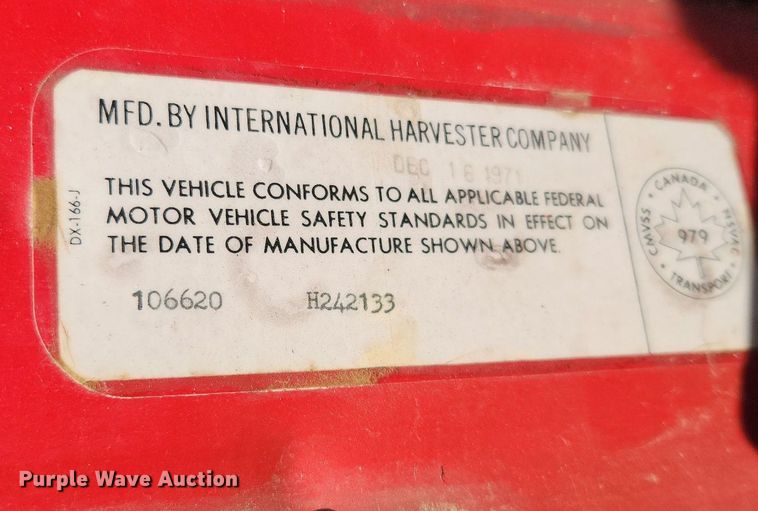 MFD. BY INTERNATIONAL HARVESTER COMPANY
DEC 16 1971
THIS VEHICLE CONFORMS TO ALL APPLICABLE FEDERAL
MOTOR VEHICLE SAFETY STANDARDS IN EFFECT ON
THE DATE OF MANUFACTURE SHOWN ABOVE.
106620 H242133
DX-166-J
CANADA
CMVSS NSVAC
979
TRANSPORT
Purple Wave Auction